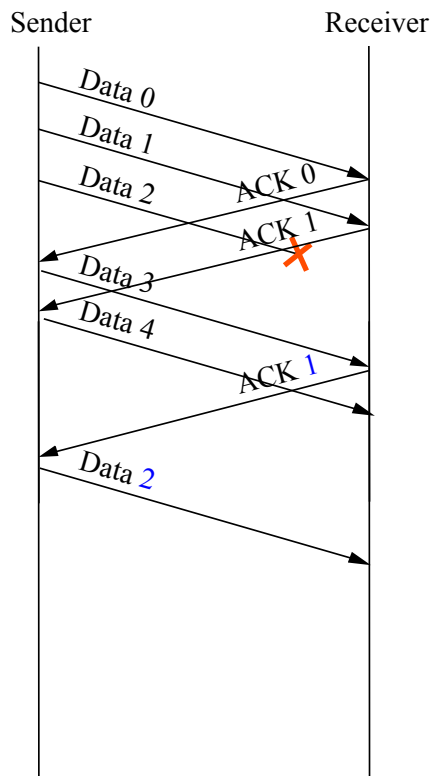 Sender Receiver
Data 0
Data 1
Data 2
ACK 0
ACK 1
Data 3
Data 4
ACK 1
Data 2